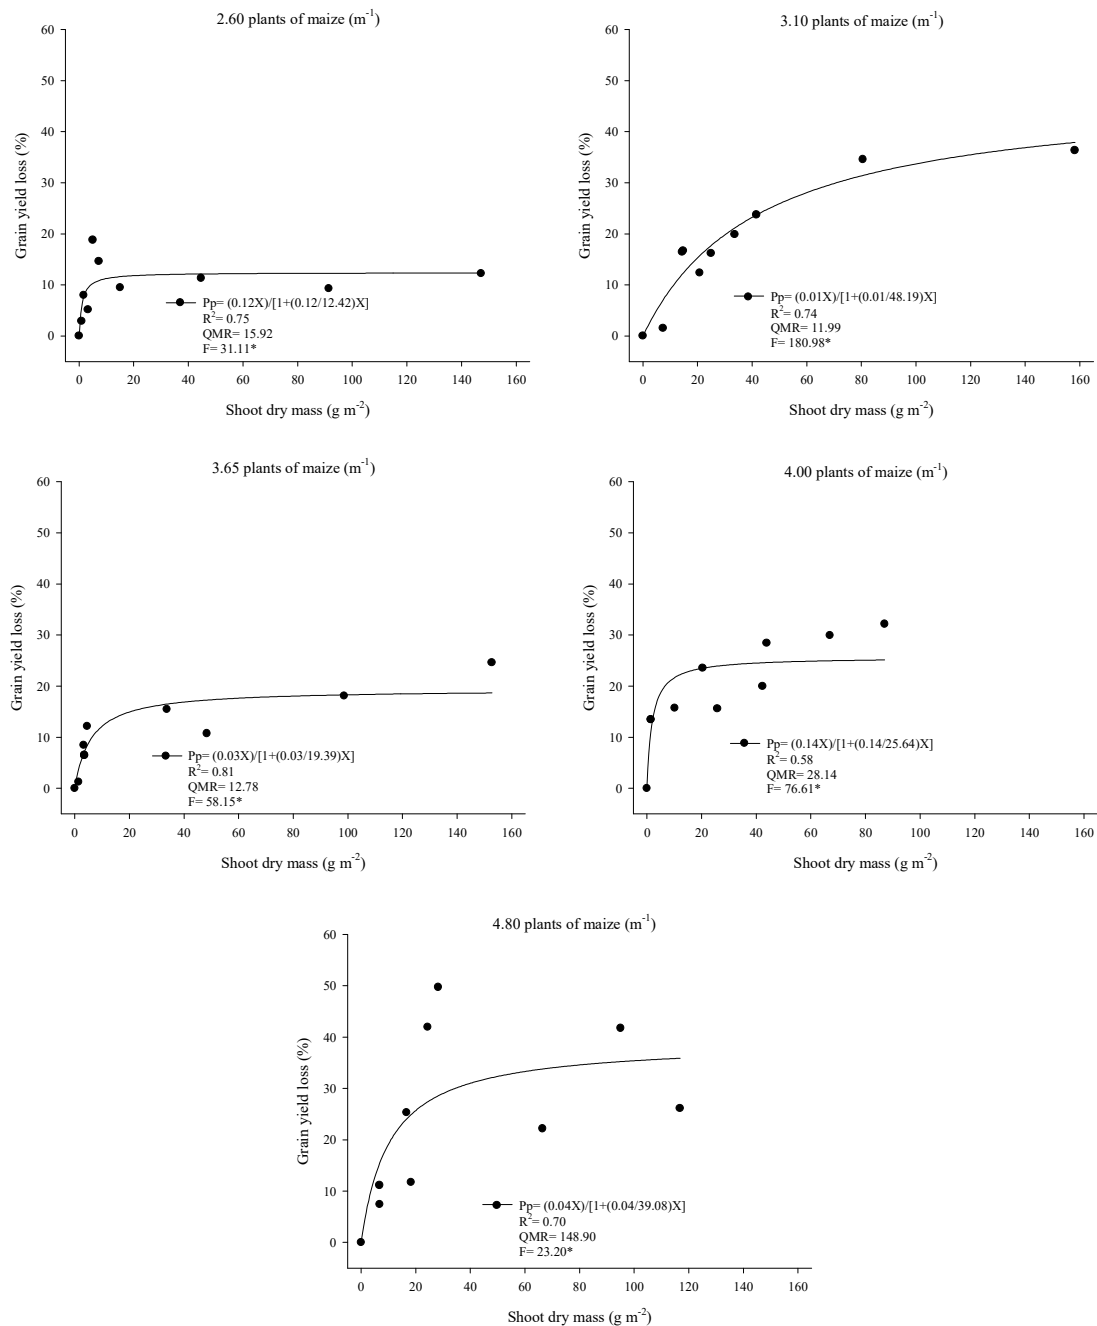 2.60 plants of maize (m-1)
60
50
40
30
20
10
0
Grain yield loss (%)
Pp= (0.12X)/[1+(0.12/12.42)X]
R2= 0.75
QMR= 15.92
F= 31.11*
0 20 40 60 80 100 120 140 160
Shoot dry mass (g m-2)
3.10 plants of maize (m-1)
60
50
40
30
20
10
0
Grain yield loss (%)
Pp= (0.01X)/[1+(0.01/48.19)X]
R2= 0.74
QMR= 11.99
F= 180.98*
0 20 40 60 80 100 120 140 160
Shoot dry mass (g m-2)
3.65 plants of maize (m-1)
60
50
40
30
20
10
0
Grain yield loss (%)
Pp= (0.03X)/[1+(0.03/19.39)X]
R2= 0.81
QMR= 12.78
F= 58.15*
0 20 40 60 80 100 120 140 160
Shoot dry mass (g m-2)
4.00 plants of maize (m-1)
60
50
40
30
20
10
0
Grain yield loss (%)
Pp= (0.14X)/[1+(0.14/25.64)X]
R2= 0.58
QMR= 28.14
F= 76.61*
0 20 40 60 80 100 120 140 160
Shoot dry mass (g m-2)
4.80 plants of maize (m-1)
60
50
40
30
20
10
0
Grain yield loss (%)
Pp= (0.04X)/[1+(0.04/39.08)X]
R2= 0.70
QMR= 148.90
F= 23.20*
0 20 40 60 80 100 120 140 160
Shoot dry mass (g m-2)